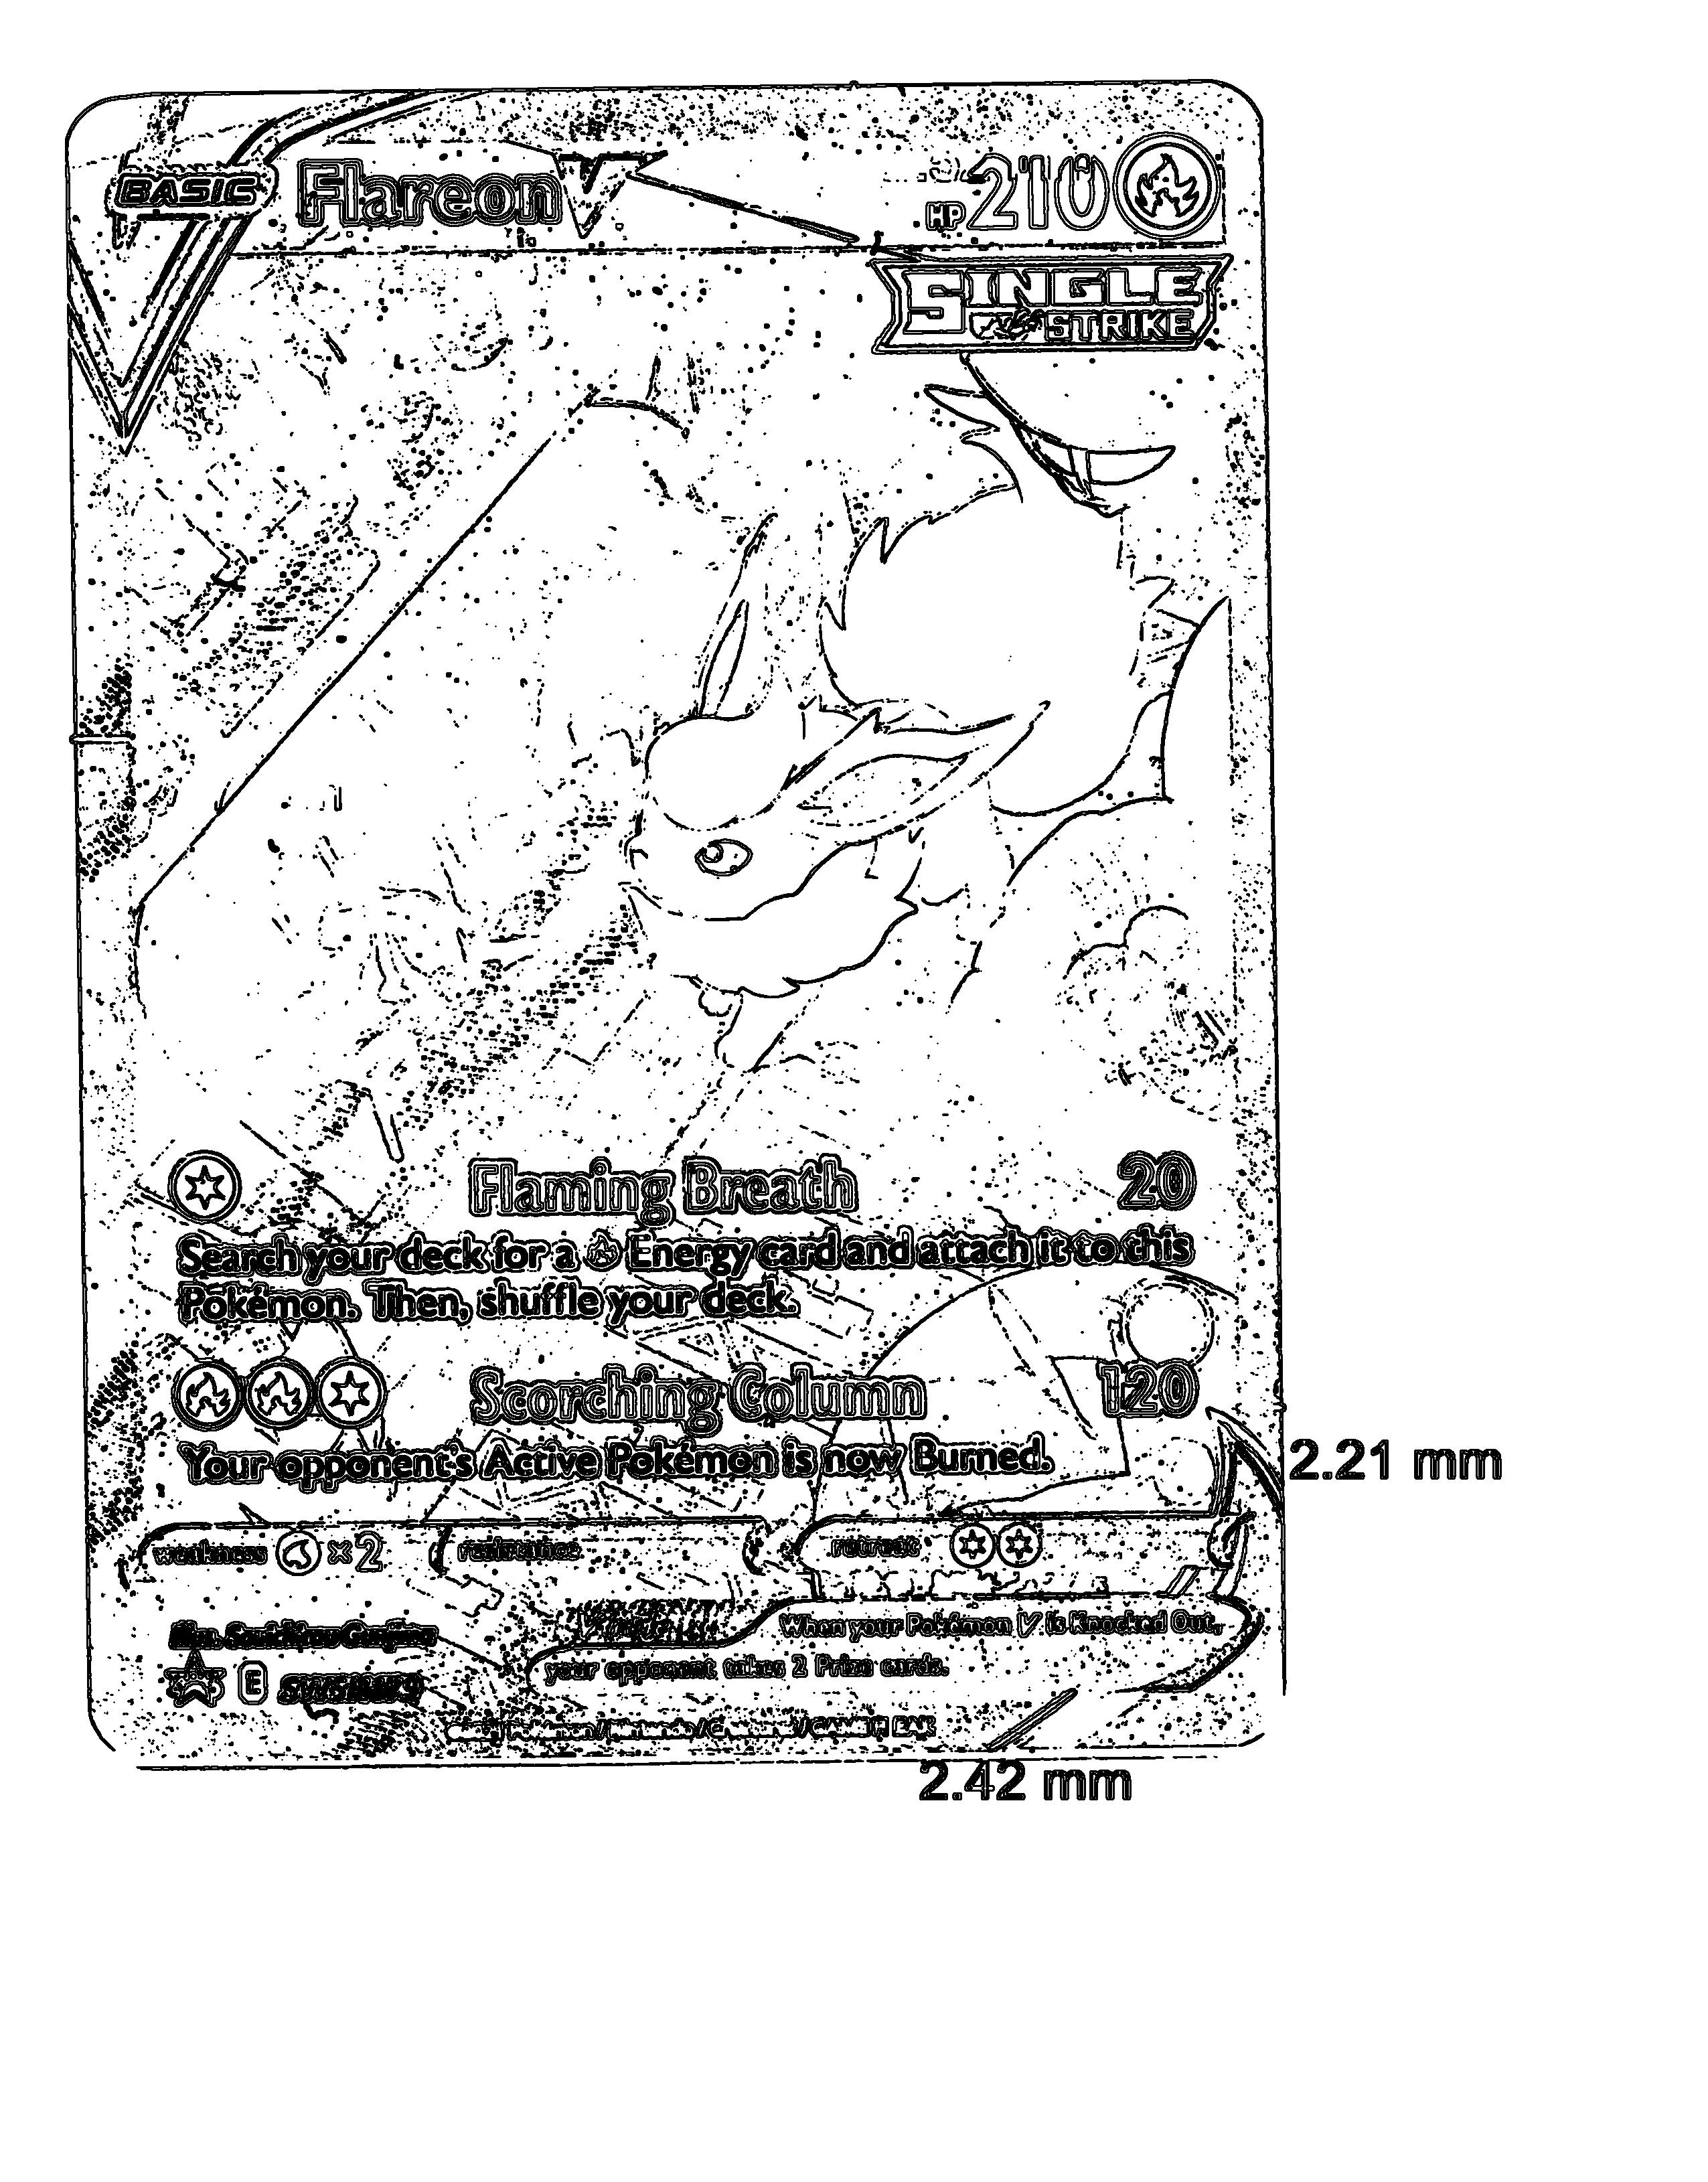 BASIC Flareon V HP 210
SINGLE
STRIKE
Flaming Breath 20
Search your deck for a Energy card and attach it to this
Pokémon. Then, shuffle your deck.
Scorching Column 120
Your opponent's Active Pokémon is now Burned.
2.21 mm
weakness ×2 resistance retreat
When your Pokémon V is Knocked Out,
your opponent takes 2 Prize cards.
E
2.42 mm